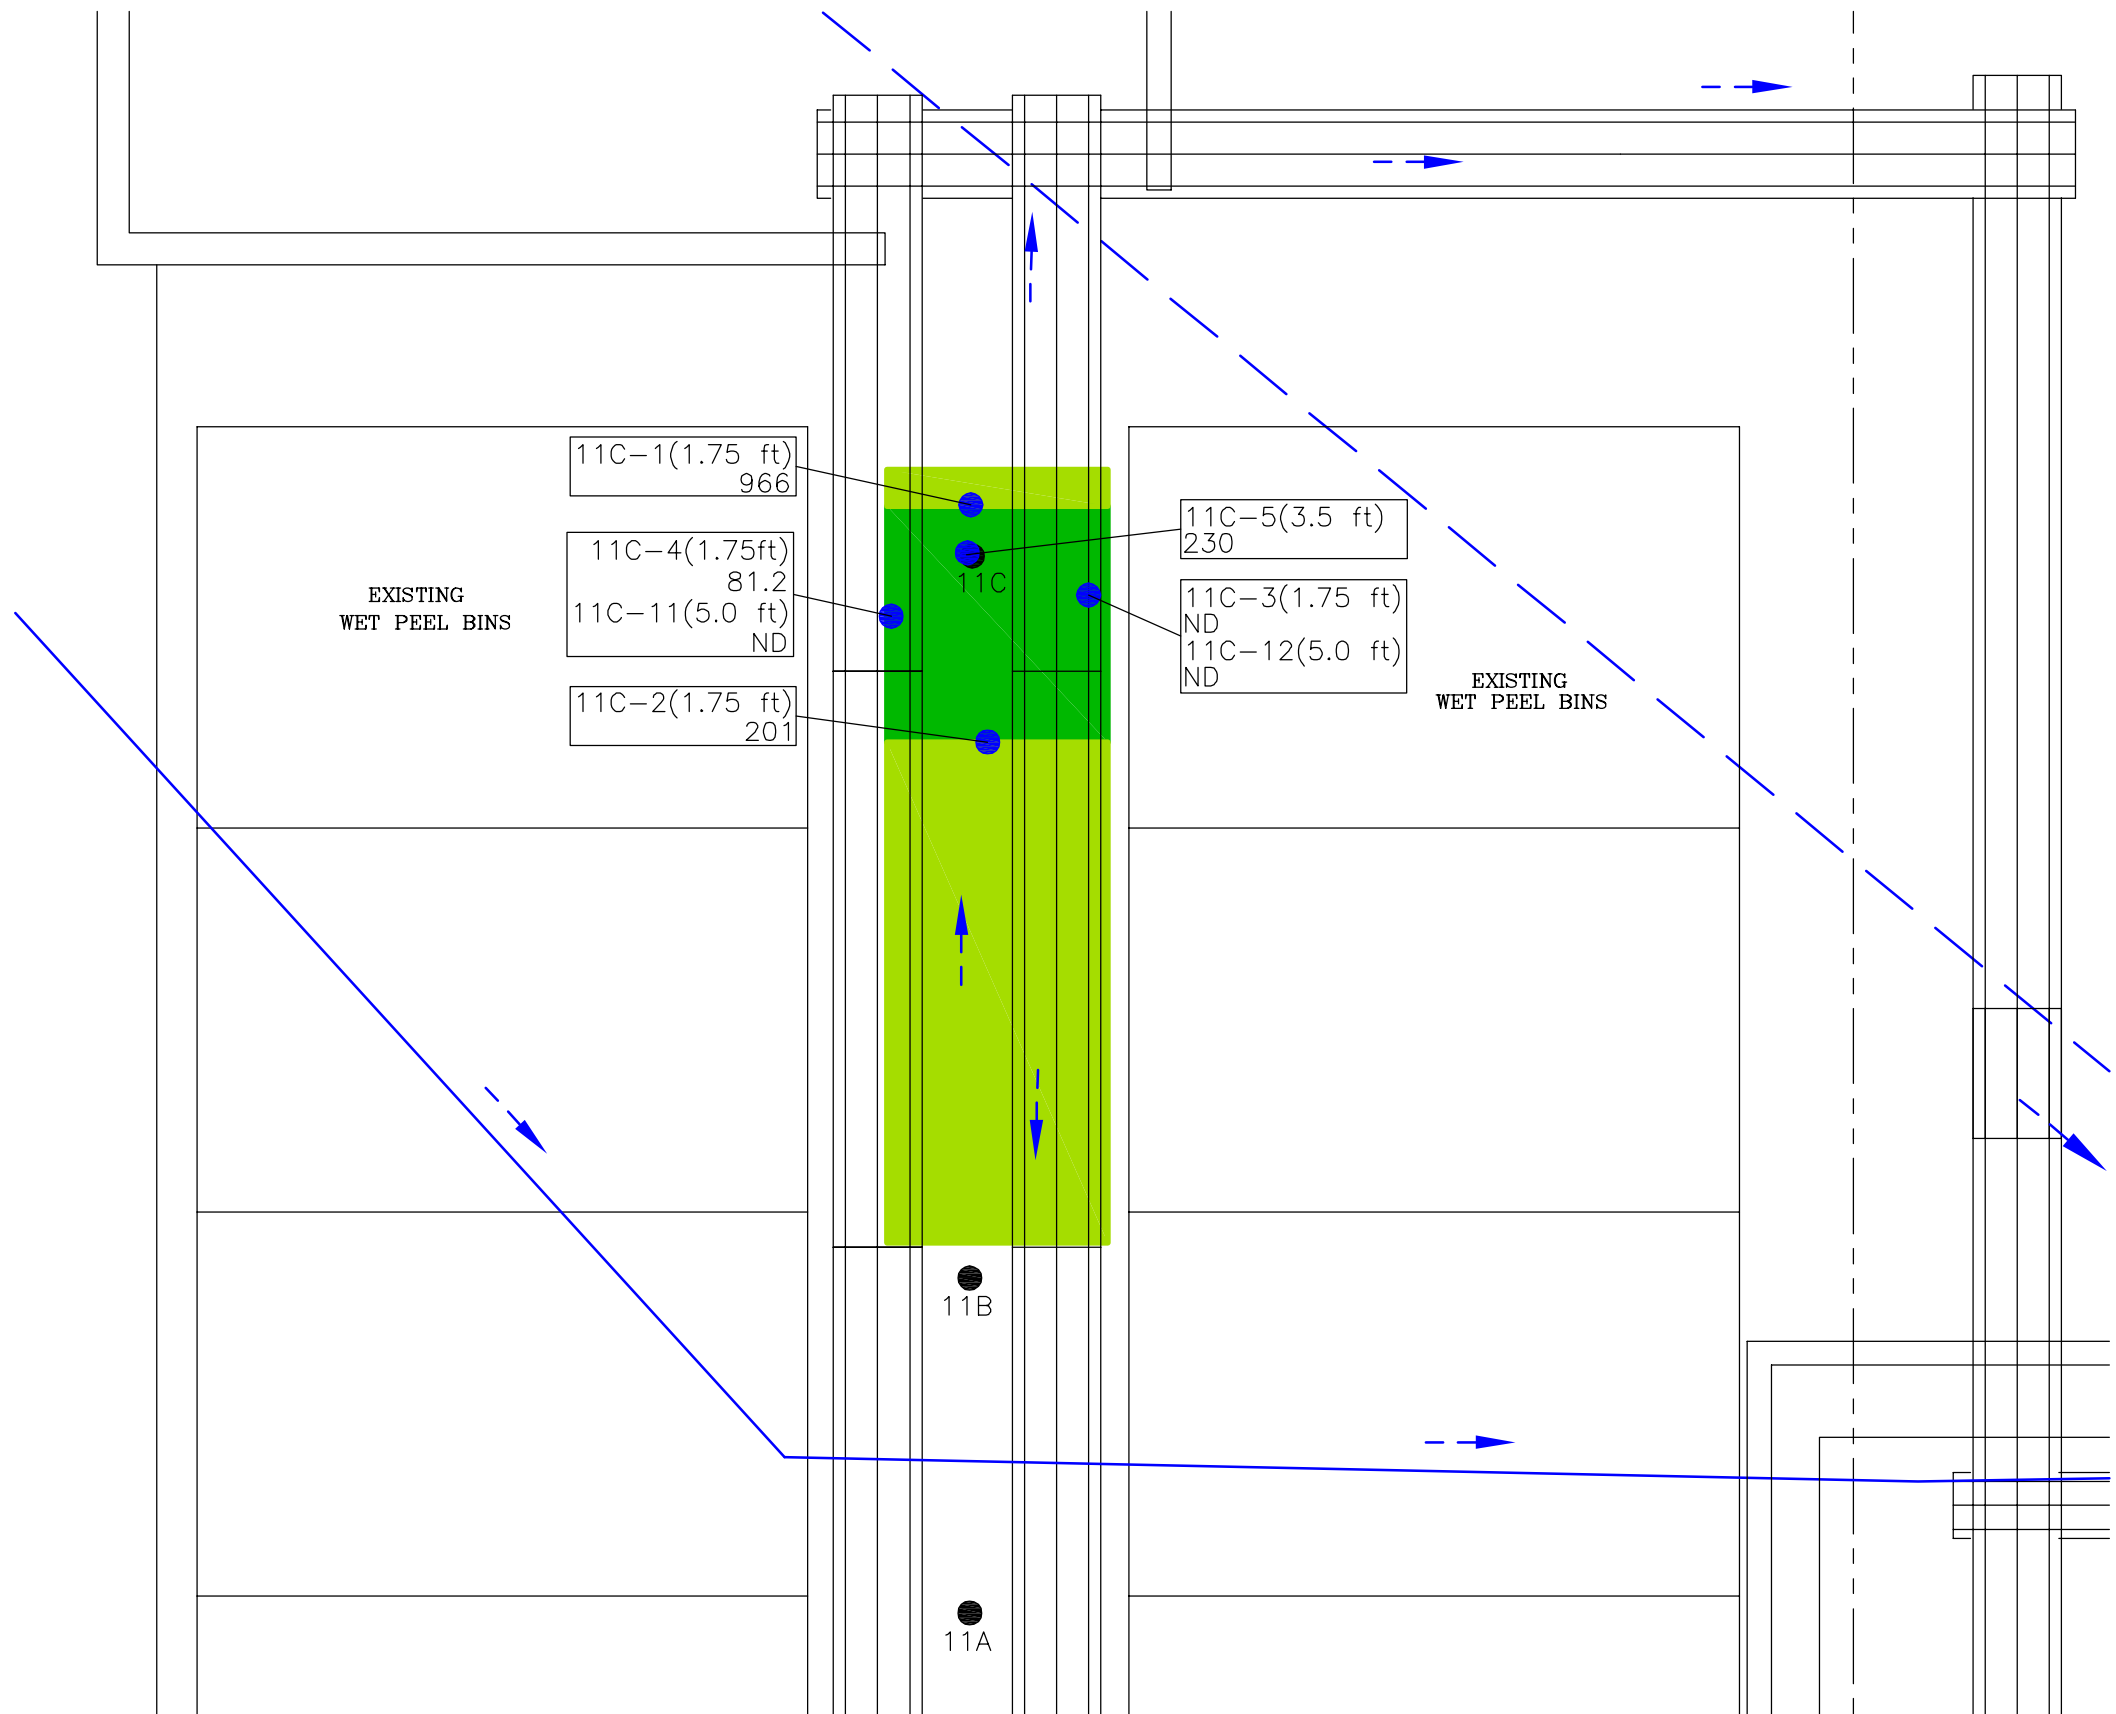 11C-1(1.75 ft)
966
11C-4(1.75ft)
81.2
11C-11(5.0 ft)
ND
11C-2(1.75 ft)
201
EXISTING
WET PEEL BINS
11C
11C-5(3.5 ft)
230
11C-3(1.75 ft)
ND
11C-12(5.0 ft)
ND
EXISTING
WET PEEL BINS
11B
11A